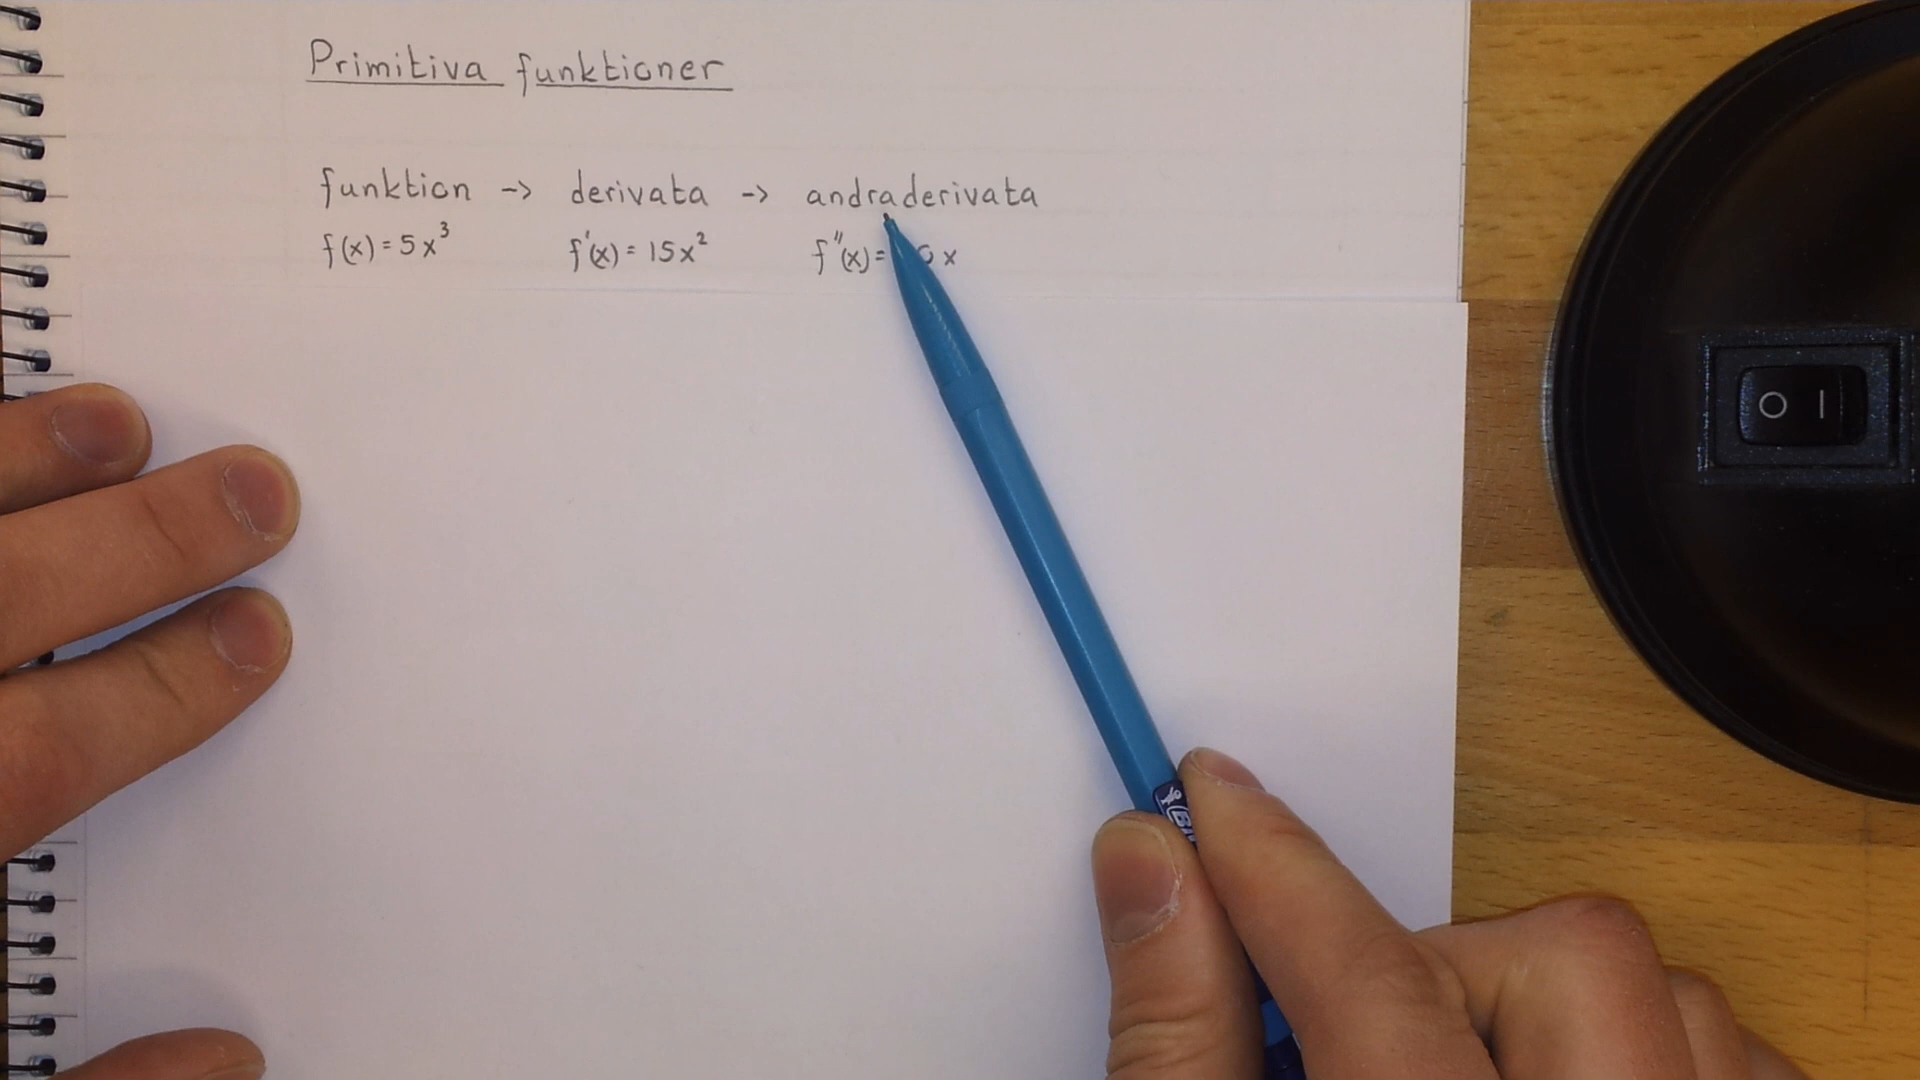 Primitiva funktioner
funktion -> derivata -> andraderivata
f(x) = 5x³ f'(x) = 15x² f"(x) = x
O I